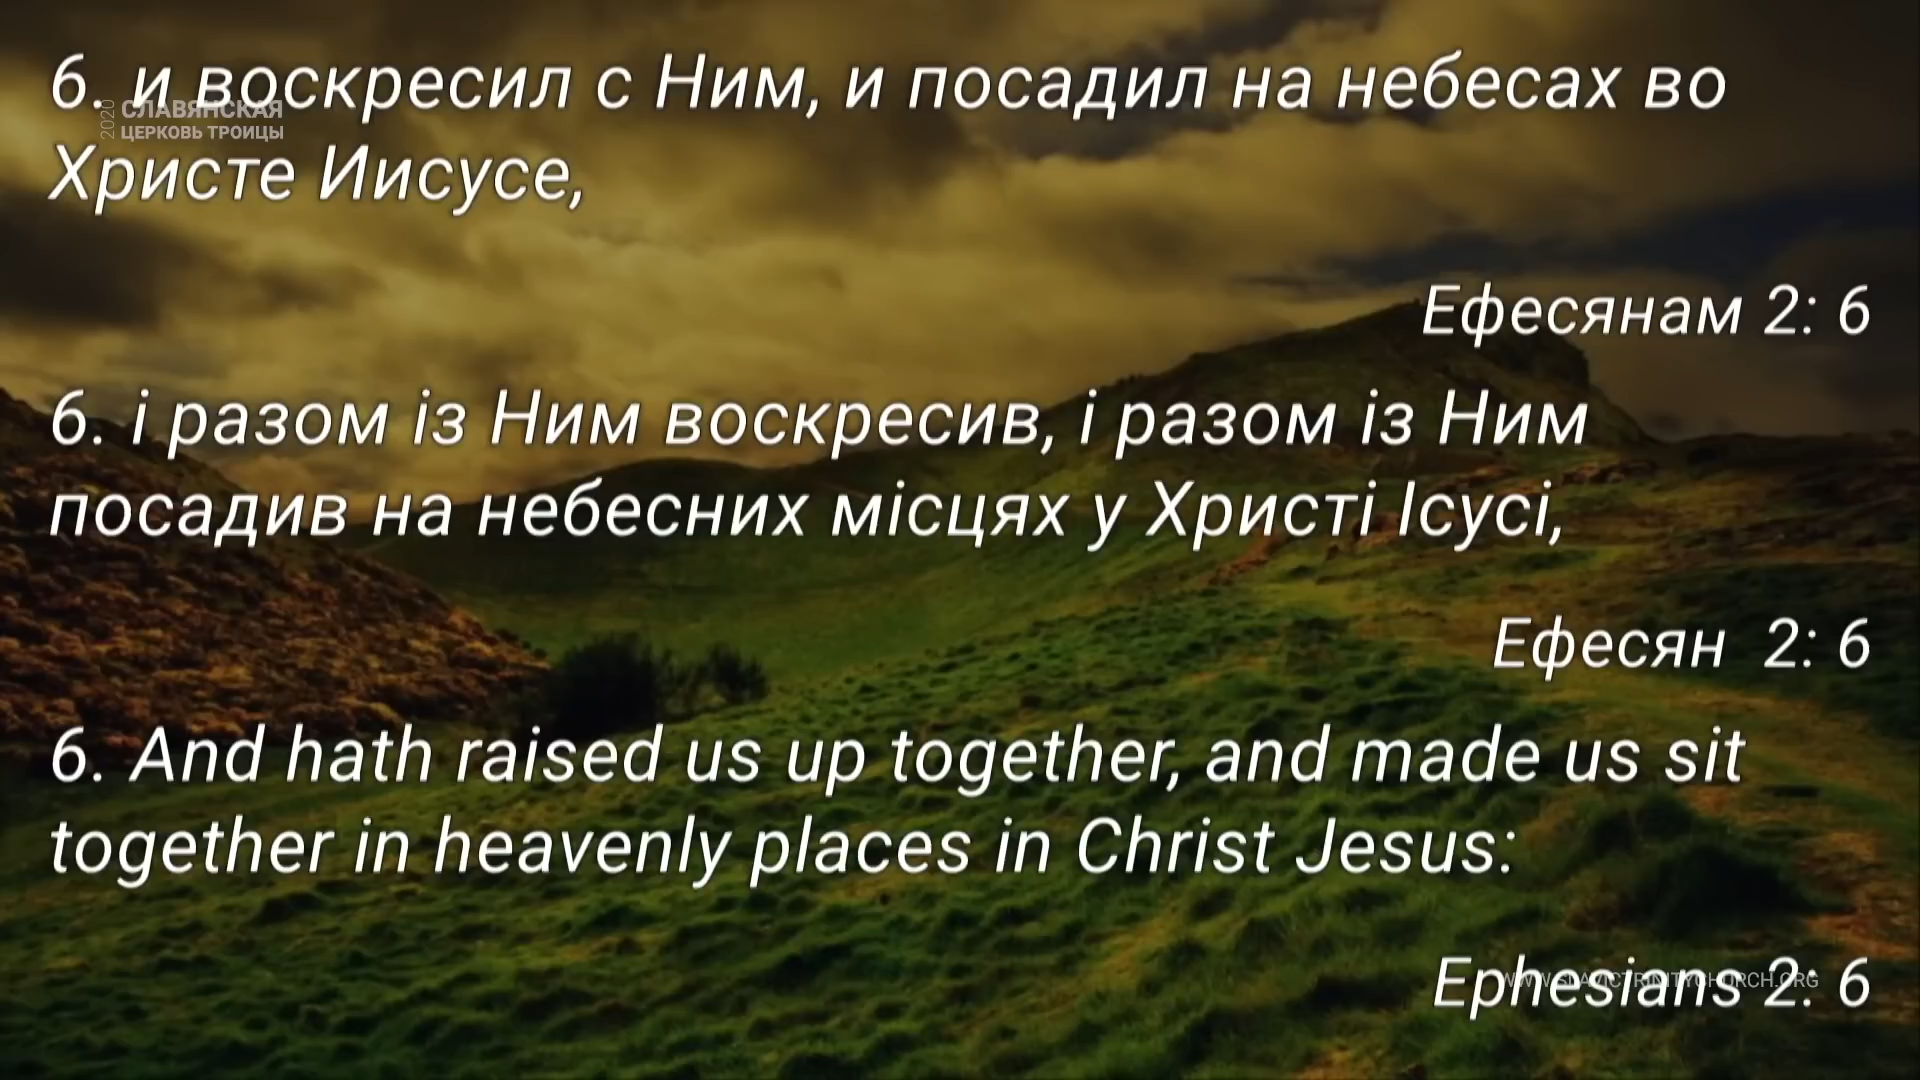 6. и воскресил с Ним, и посадил на небесах во
2020 СЛАВЯНСКАЯ
ЦЕРКОВЬ ТРОИЦЫ
Христе Иисусе,
Ефесянам 2: 6
6. і разом із Ним воскресив, і разом із Ним
посадив на небесних місцях у Христі Ісусі,
Ефесян 2: 6
6. And hath raised us up together, and made us sit
together in heavenly places in Christ Jesus:
Ephesians 2: 6
WWW.SLAVICTRINITYCHURCH.ORG